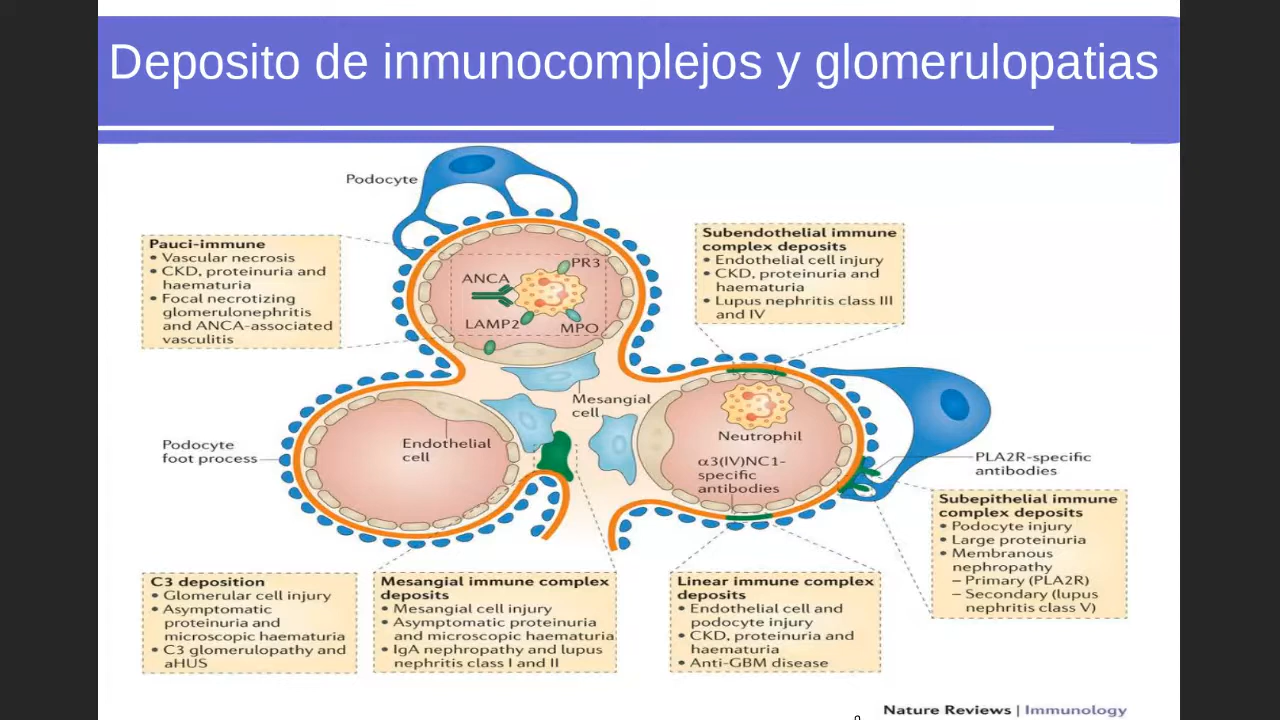 Deposito de inmunocomplejos y glomerulopatias
Podocyte
Pauci-immune
• Vascular necrosis
• CKD, proteinuria and
haematuria
• Focal necrotizing
glomerulonephritis
and ANCA-associated
vasculitis
ANCA
PR3
LAMP2
MPO
Subendothelial immune
complex deposits
• Endothelial cell injury
• CKD, proteinuria and
haematuria
• Lupus nephritis class III
and IV
Mesangial
cell
Podocyte
foot process
Endothelial
cell
Neutrophil
α3(IV)NC1-
specific
antibodies
PLA2R-specific
antibodies
Subepithelial immune
complex deposits
• Podocyte injury
• Large proteinuria
• Membranous
nephropathy
– Primary (PLA2R)
– Secondary (lupus
nephritis class V)
C3 deposition
• Glomerular cell injury
• Asymptomatic
proteinuria and
microscopic haematuria
• C3 glomerulopathy and
aHUS
Mesangial immune complex
deposits
• Mesangial cell injury
• Asymptomatic proteinuria
and microscopic haematuria
• IgA nephropathy and lupus
nephritis class I and II
Linear immune complex
deposits
• Endothelial cell and
podocyte injury
• CKD, proteinuria and
haematuria
• Anti-GBM disease
Nature Reviews | Immunology